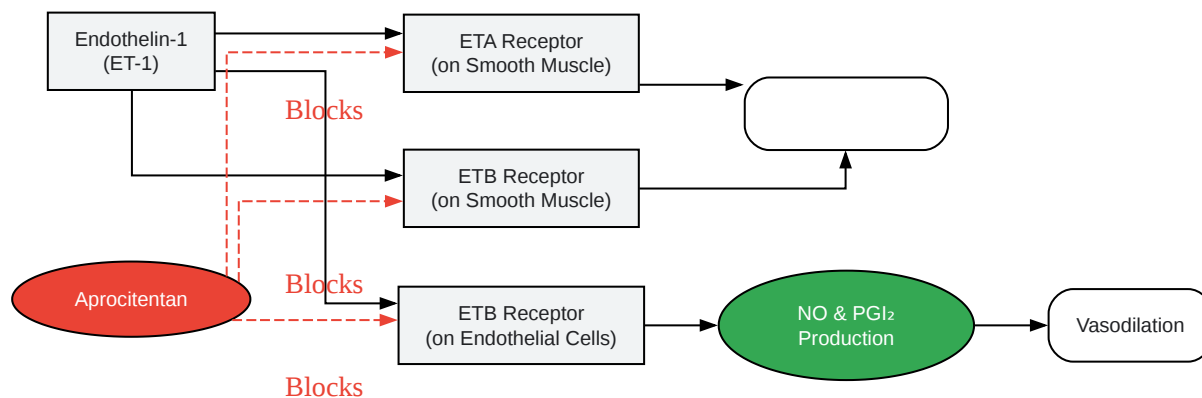 Endothelin-1
(ET-1)
ETA Receptor
(on Smooth Muscle)
Blocks
ETB Receptor
(on Smooth Muscle)
Aprocitentan
Blocks
ETB Receptor
(on Endothelial Cells)
NO & PGI₂
Production
Vasodilation
Blocks